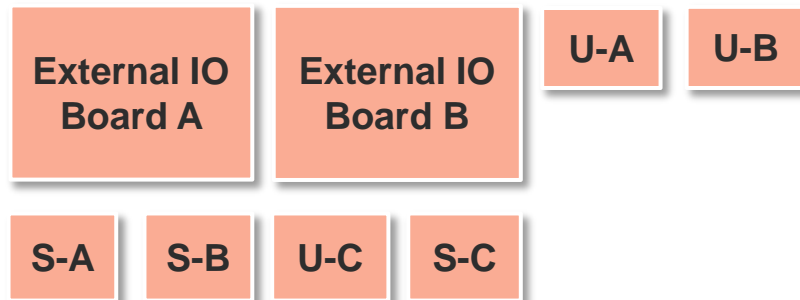 External IO
Board A
External IO
Board B
U-A
U-B
S-A
S-B
U-C
S-C